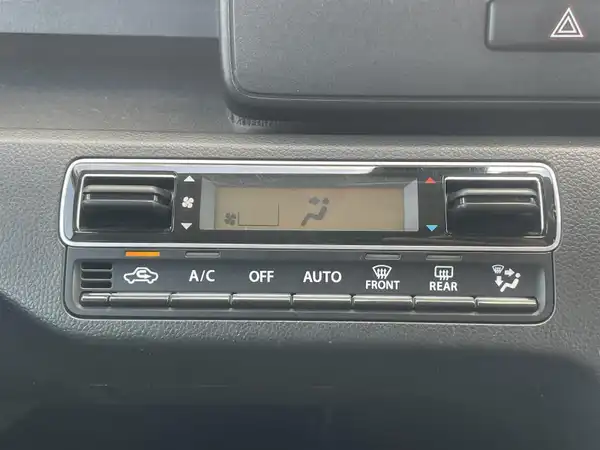 A/C OFF AUTO FRONT REAR